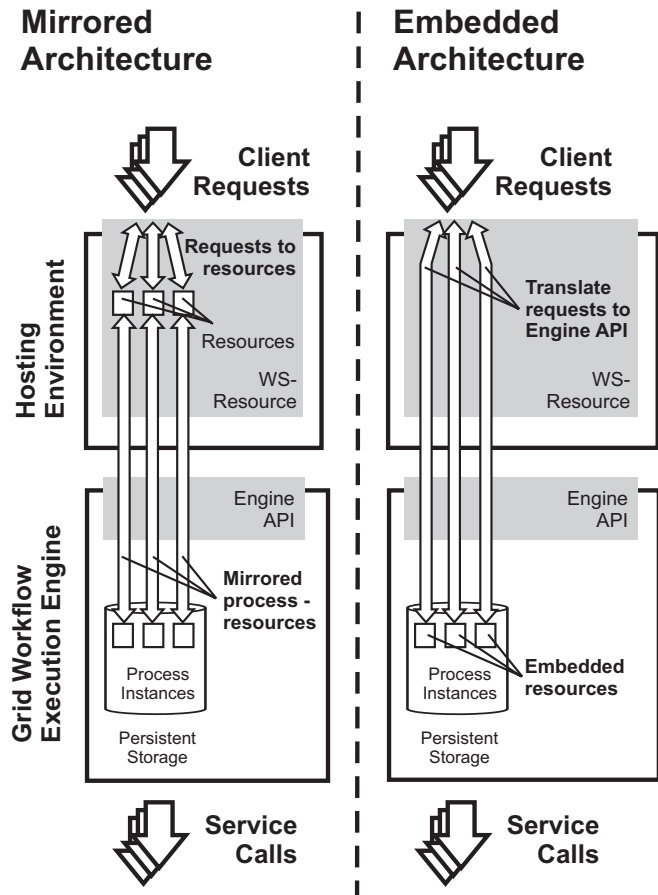 Mirrored
Architecture
Client
Requests
Requests to
resources
Resources
WS-
Resource
Hosting
Environment
Engine
API
Mirrored
process -
resources
Process
Instances
Persistent
Storage
Grid Workflow
Execution Engine
Service
Calls
Embedded
Architecture
Client
Requests
Translate
requests to
Engine API
WS-
Resource
Engine
API
Embedded
resources
Process
Instances
Persistent
Storage
Service
Calls